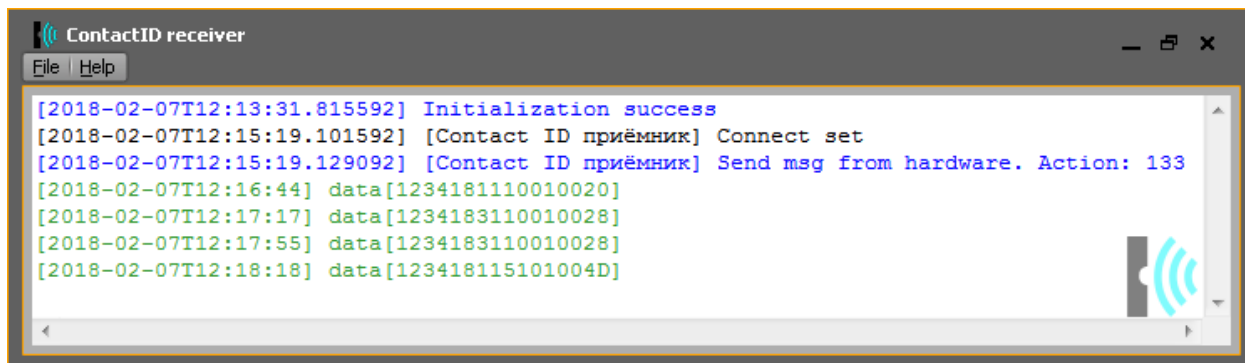 ContactID receiver
File Help
[2018-02-07T12:13:31.815592] Initialization success
[2018-02-07T12:15:19.101592] [Contact ID приёмник] Connect set
[2018-02-07T12:15:19.129092] [Contact ID приёмник] Send msg from hardware. Action: 133
[2018-02-07T12:16:44] data[1234181110010020]
[2018-02-07T12:17:17] data[1234183110010028]
[2018-02-07T12:17:55] data[1234183110010028]
[2018-02-07T12:18:18] data[123418115101004D]